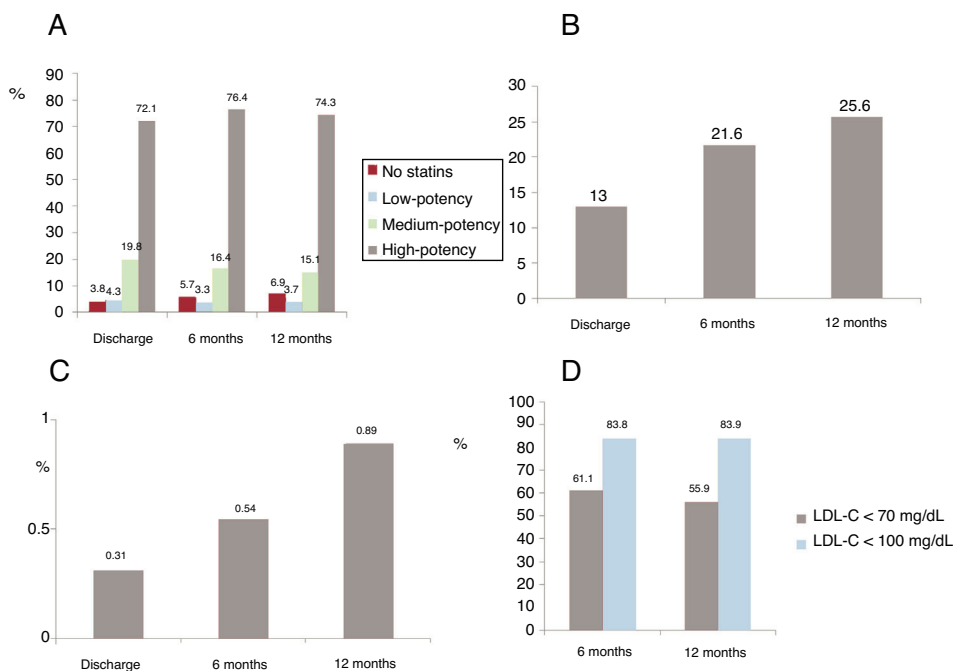 A
%
90
80
70
60
50
40
30
20
10
0
72.1
76.4
74.3
19.8
16.4
15.1
3.8
4.3
5.7
3.3
6.9
3.7
Discharge
6 months
12 months
No statins
Low-potency
Medium-potency
High-potency
B
30
25
20
15
10
5
0
13
21.6
25.6
Discharge
6 months
12 months
C
1
%
0.5
0
0.31
0.54
0.89
Discharge
6 months
12 months
D
%
100
90
80
70
60
50
40
30
20
10
0
61.1
83.8
55.9
83.9
6 months
12 months
LDL-C < 70 mg/dL
LDL-C < 100 mg/dL